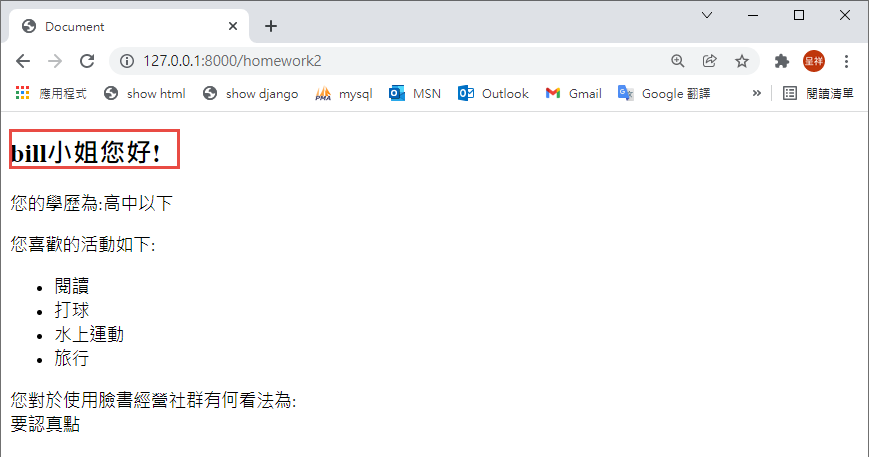 Document
127.0.0.1:8000/homework2
呈祥
應用程式 show html show django mysql MSN Outlook Gmail Google 翻譯 » 閱讀清單
bill小姐您好!
您的學歷為:高中以下
您喜歡的活動如下:
閱讀
打球
水上運動
旅行
您對於使用臉書經營社群有何看法為:
要認真點